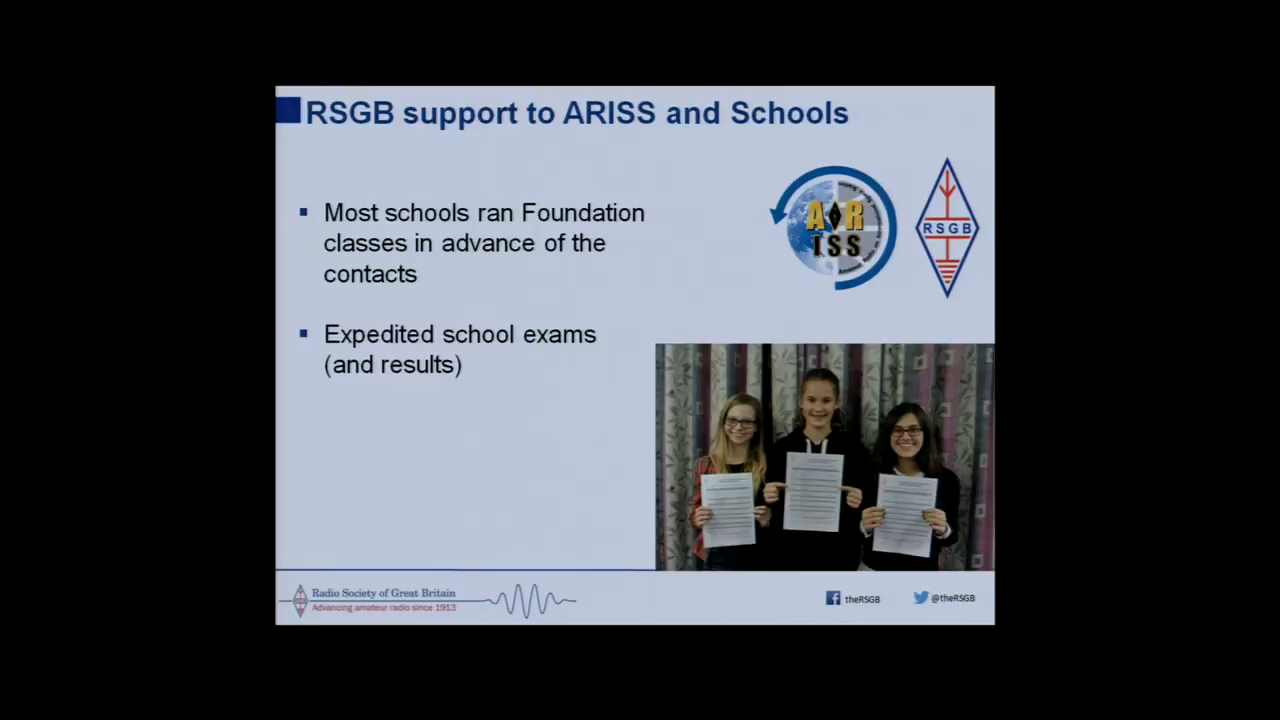 RSGB support to ARISS and Schools
Most schools ran Foundation
classes in advance of the
contacts
Expedited school exams
(and results)
A R
ISS
RSGB
Radio Society of Great Britain
Advancing amateur radio since 1913
theRSGB
@theRSGB